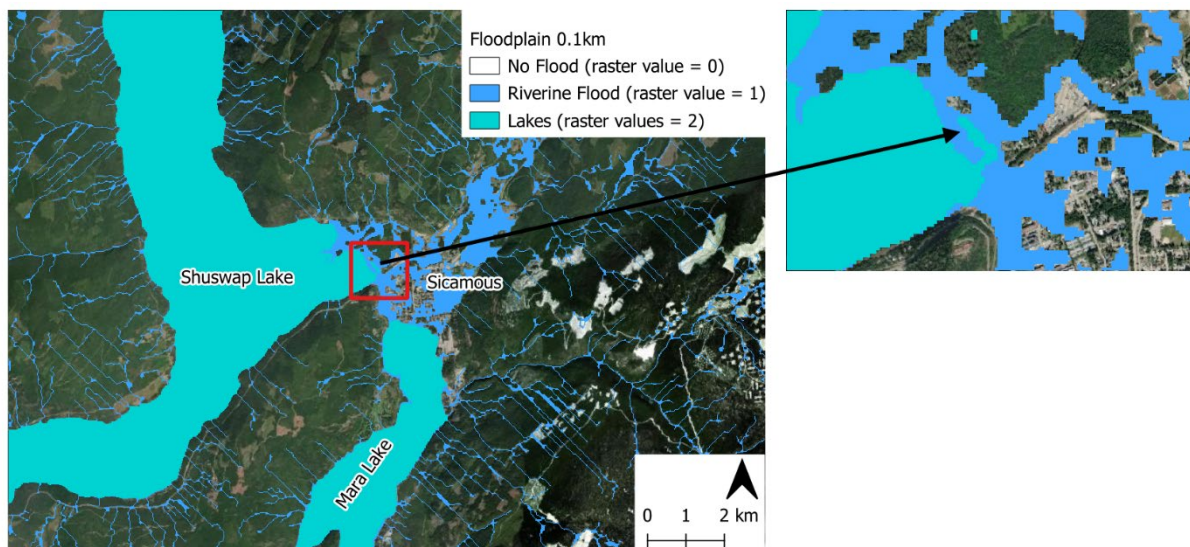 Floodplain 0.1km
No Flood (raster value = 0)
Riverine Flood (raster value = 1)
Lakes (raster values = 2)
Shuswap Lake
Sicamous
Mara Lake
0 1 2 km